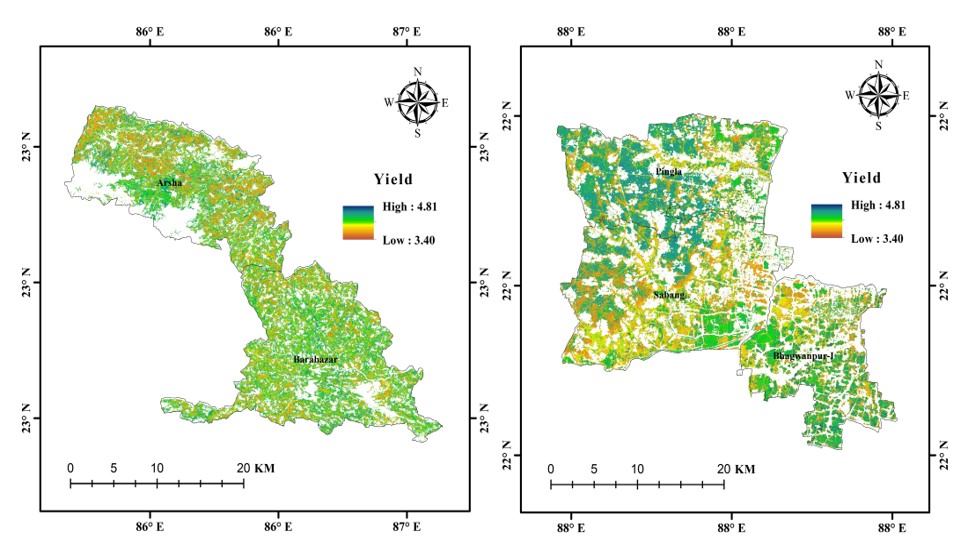 86° E 86° E 87° E
88° E 88° E 88° E
N
W E
S
N
W E
S
22° N 22° N
23° N 23° N
Arsha
Pingla
Yield
High : 4.81
Low : 3.40
Yield
High : 4.81
Low : 3.40
23° N 23° N
22° N 22° N
Sabang
Barabazar
Bhagwanpur-I
23° N 23° N
22° N 22° N
0 5 10 20 KM
0 5 10 20 KM
86° E 86° E 87° E
88° E 88° E 88° E